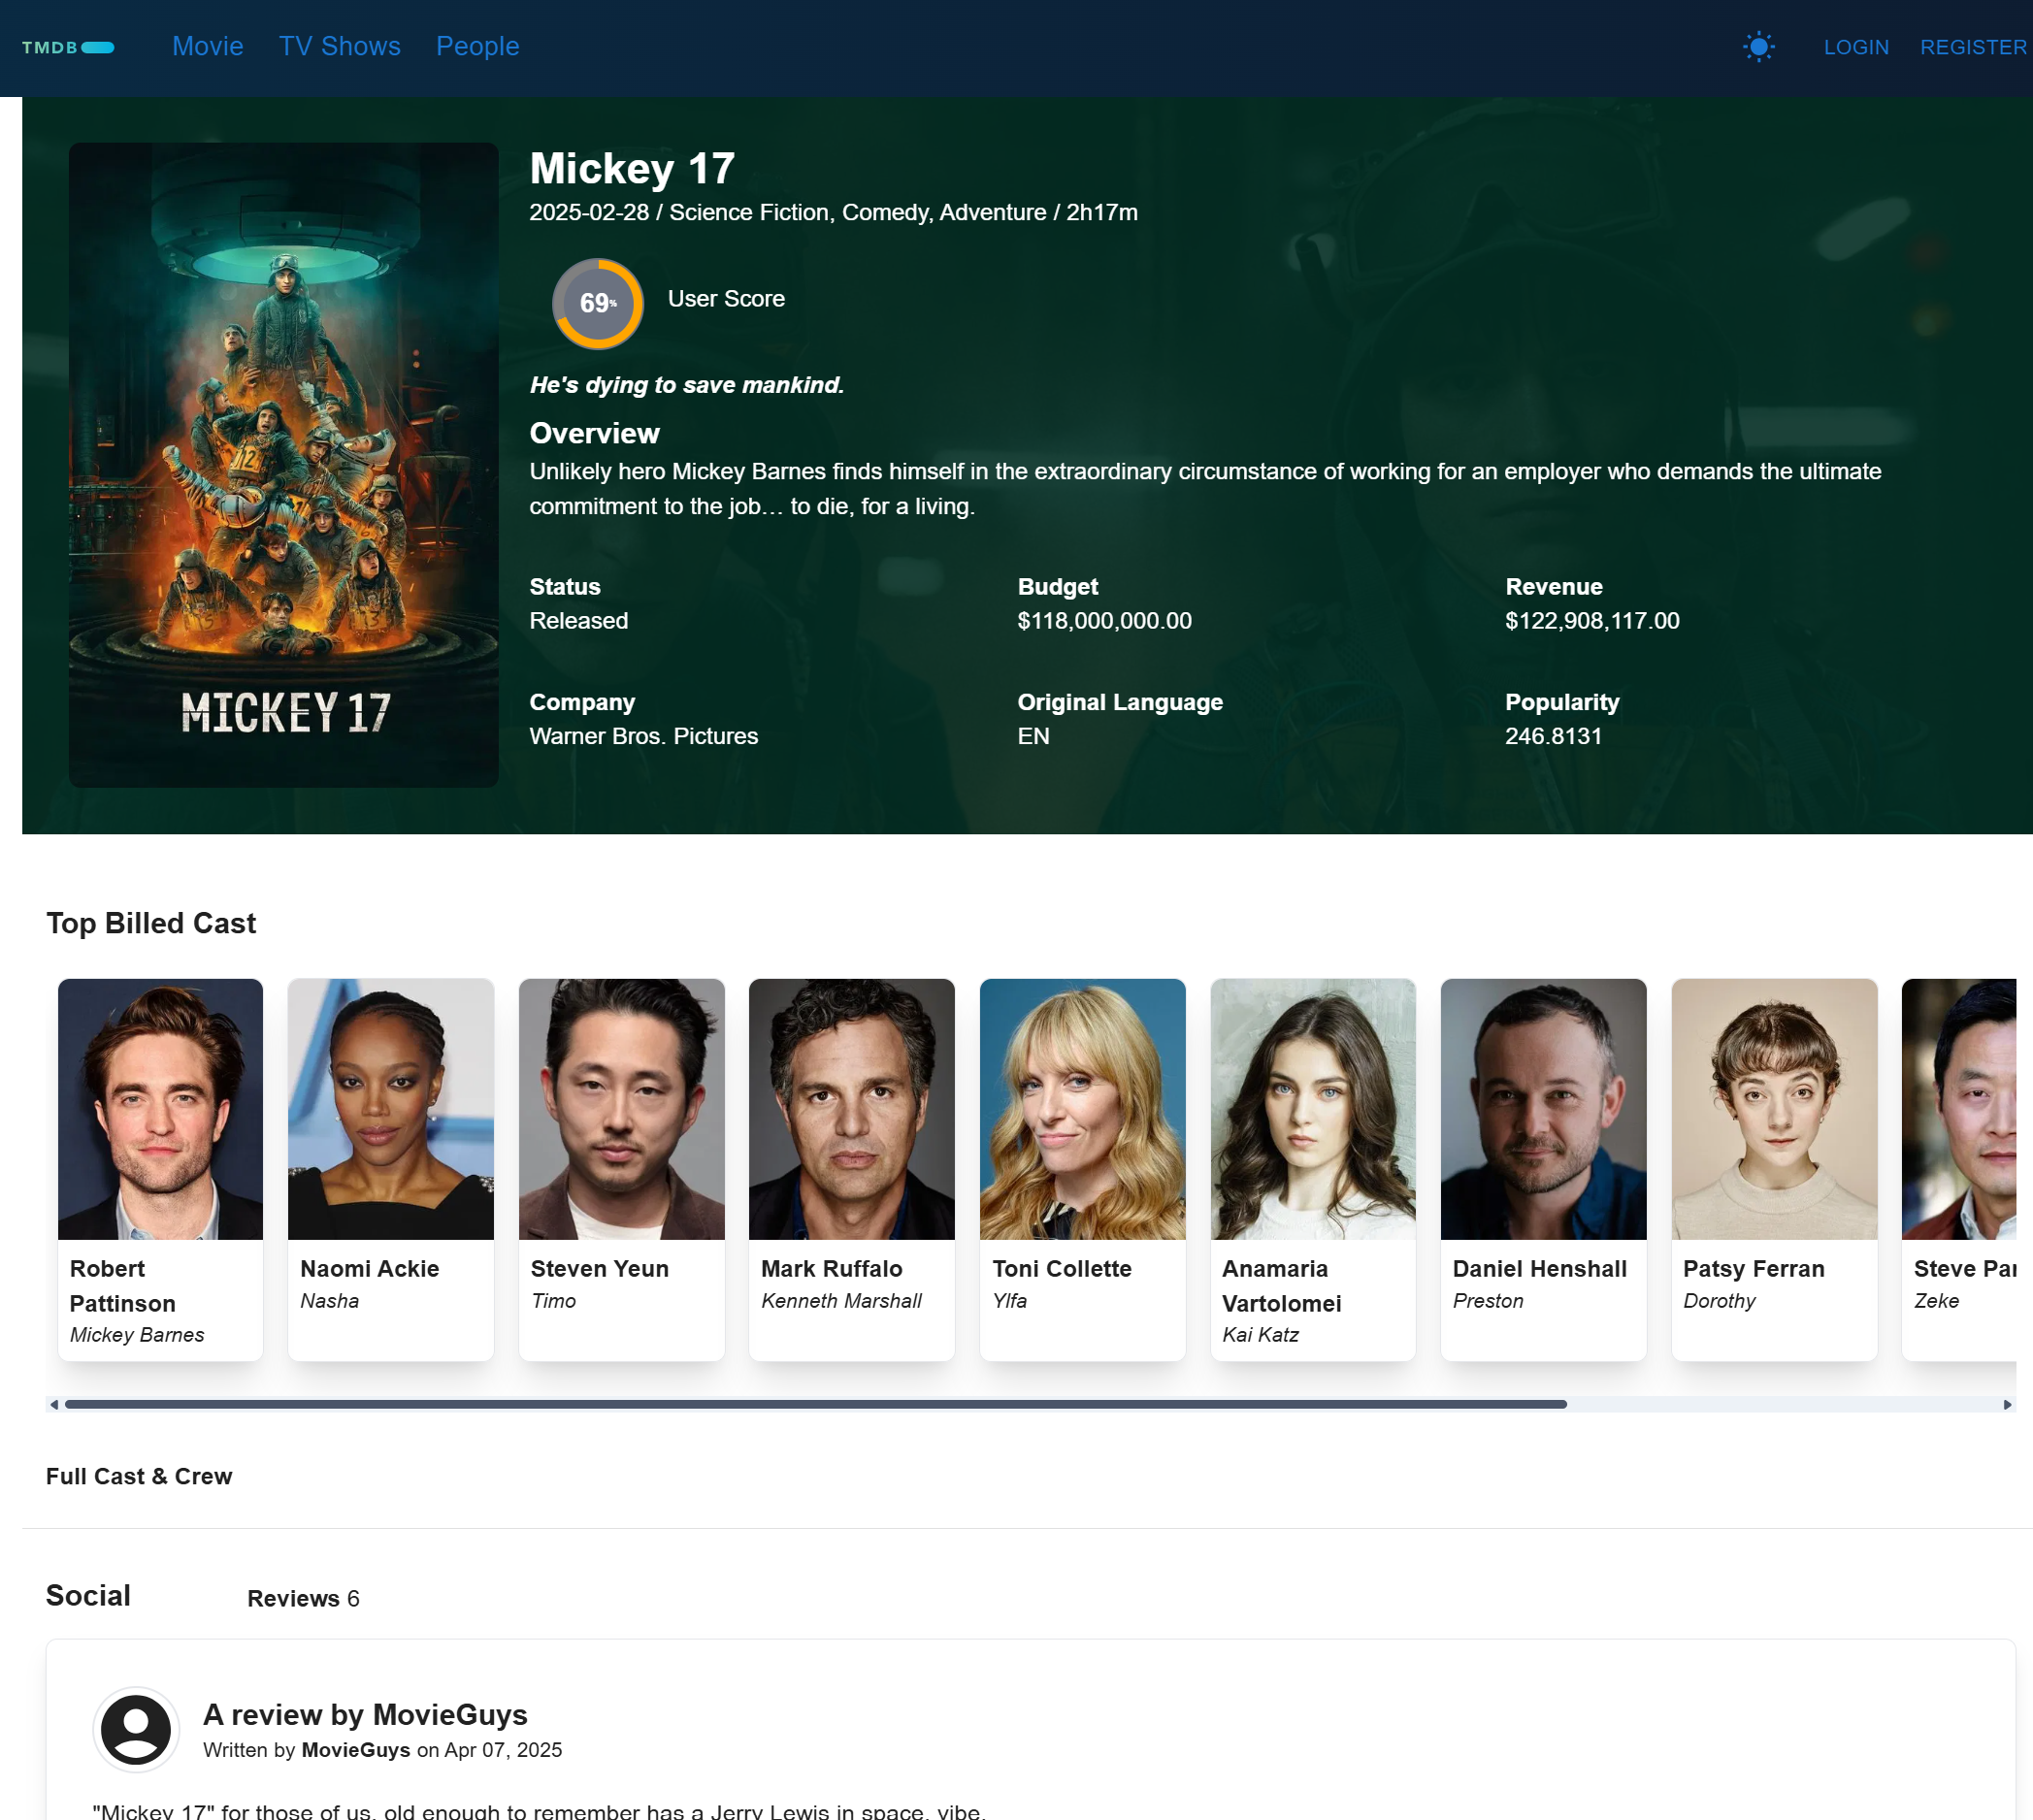 TMDB
Movie
TV Shows
People
LOGIN
REGISTER
Mickey 17
2025-02-28 / Science Fiction, Comedy, Adventure / 2h17m
69%
User Score
He's dying to save mankind.
Overview
Unlikely hero Mickey Barnes finds himself in the extraordinary circumstance of working for an employer who demands the ultimate
commitment to the job… to die, for a living.
Status
Released
Budget
$118,000,000.00
Revenue
$122,908,117.00
Company
Warner Bros. Pictures
Original Language
EN
Popularity
246.8131
MICKEY 17
Top Billed Cast
Robert
Pattinson
Mickey Barnes
Naomi Ackie
Nasha
Steven Yeun
Timo
Mark Ruffalo
Kenneth Marshall
Toni Collette
Ylfa
Anamaria
Vartolomei
Kai Katz
Daniel Henshall
Preston
Patsy Ferran
Dorothy
Steve
Zeke
Full Cast & Crew
Social
Reviews 6
A review by MovieGuys
Written by MovieGuys on Apr 07, 2025
"Mickey 17" for those of us, old enough to remember has a Jerry Lewis in space, vibe.